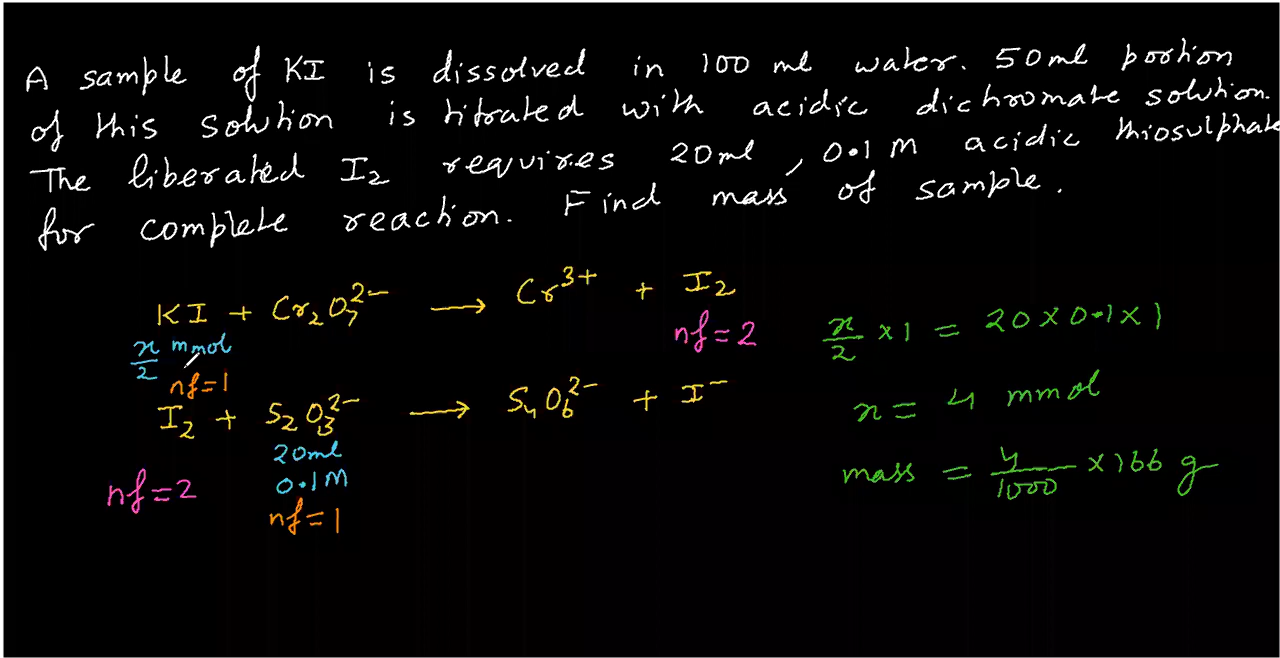 A sample of KI is dissolved in 100 ml water. 50ml portion
of this solution is titrated with acidic dichromate solution.
The liberated I2 requires 20ml, 0.1 M acidic thiosulphate
for complete reaction. Find mass of sample.
KI + Cr2O7^2- ⟶ Cr^3+ + I2
x/2 mmol
nf=1
nf=2
I2 + S2O3^2- ⟶ S4O6^2- + I^-
20ml
0.1M
nf=2
nf=1
x/2 × 1 = 20×0.1×1
x = 4 mmol
mass = 4/1000 × 166 g